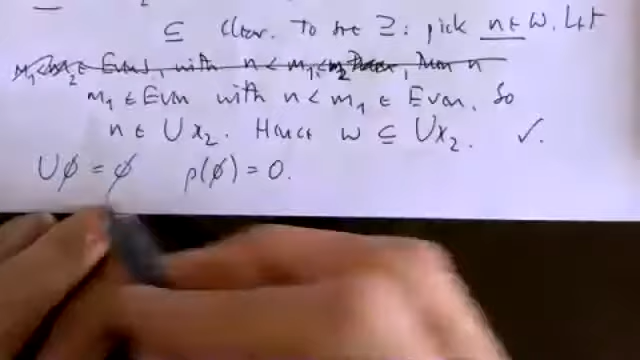 ⊆ Clear. To see ⊇: pick n ∈ ω. Let
m₁ ∈ Even with n < m₁ ∈ Even. So
n ∈ ∪x₂. Hence ω ⊆ ∪x₂. ✓.
∪∅ = ∅ ρ(∅) = 0.